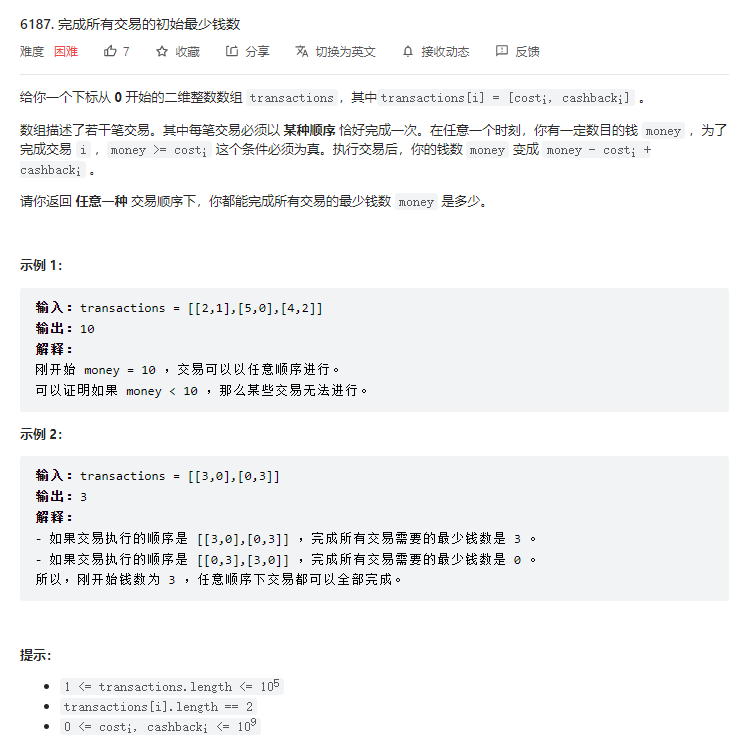 6187. 完成所有交易的初始最少钱数
难度 困难 7 收藏 分享 切换为英文 接收动态 反馈
给你一个下标从 0 开始的二维整数数组 transactions，其中 transactions[i] = [costi, cashbacki] 。
数组描述了若干笔交易。其中每笔交易必须以 某种顺序 恰好完成一次。在任意一个时刻，你有一定数目的钱 money ，为了
完成交易 i ，money >= costi 这个条件必须为真。执行交易后，你的钱数 money 变成 money - costi +
cashbacki 。
请你返回 任意一种 交易顺序下，你都能完成所有交易的最少钱数 money 是多少。
示例 1：
输入：transactions = [[2,1],[5,0],[4,2]]
输出：10
解释：
刚开始 money = 10 ，交易可以以任意顺序进行。
可以证明如果 money < 10 ，那么某些交易无法进行。
示例 2：
输入：transactions = [[3,0],[0,3]]
输出：3
解释：
- 如果交易执行的顺序是 [[3,0],[0,3]] ，完成所有交易需要的最少钱数是 3 。
- 如果交易执行的顺序是 [[0,3],[3,0]] ，完成所有交易需要的最少钱数是 0 。
所以，刚开始钱数为 3 ，任意顺序下交易都可以全部完成。
提示：
• 1 <= transactions.length <= 10⁵
• transactions[i].length == 2
• 0 <= costi, cashbacki <= 10⁹